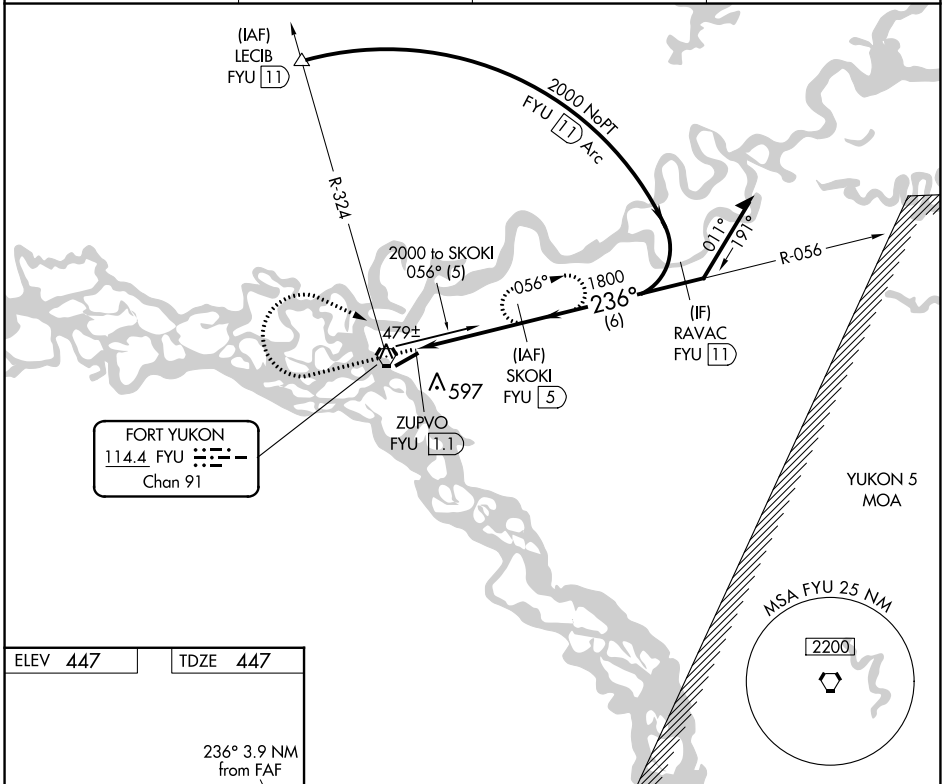 (IAF)
LECIB
FYU 11
2000 NoPT
FYU 11 Arc
R-324
011°
191°
R-056
2000 to SKOKI
056° (5)
056°
1800
236°
(6)
(IF)
RAVAC
FYU 11
479±
(IAF)
SKOKI
FYU 5
597
ZUPVO
FYU 1.1
FORT YUKON
114.4 FYU
Chan 91
YUKON 5
MOA
MSA FYU 25 NM
2200
ELEV 447
TDZE 447
236° 3.9 NM
from FAF